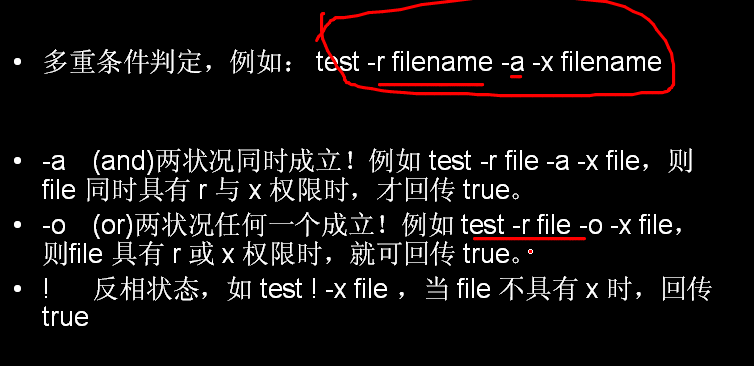 • 多重条件判定，例如： test -r filename -a -x filename
• -a (and)两状况同时成立！例如 test -r file -a -x file，则
file 同时具有 r 与 x 权限时，才回传 true。
• -o (or)两状况任何一个成立！例如 test -r file -o -x file，
则file 具有 r 或 x 权限时，就可回传 true。
• ! 反相状态，如 test ! -x file ，当 file 不具有 x 时，回传
true